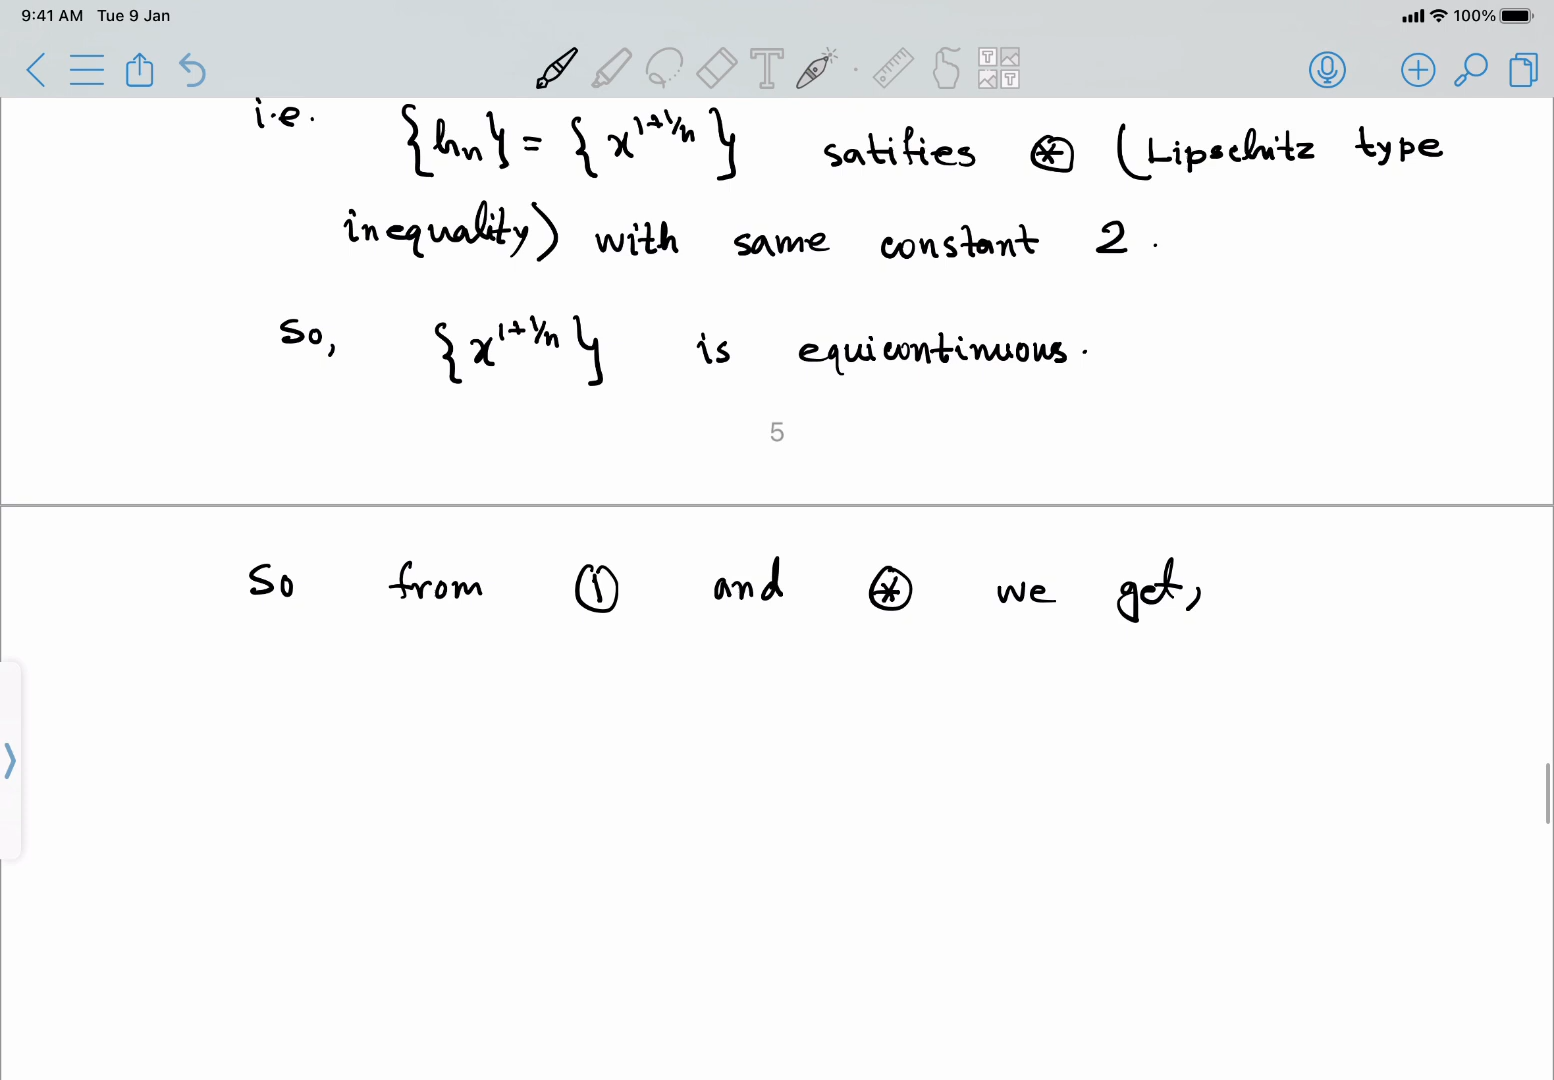 9:41 AM Tue 9 Jan 100%
i.e. {hₙ} = {x^{1+1/n}} satifies ⊛ (Lipschitz type
inequality) with same constant 2.
So, {x^{1+1/n}} is equicontinuous.
5
So from ① and ⊛ we get,